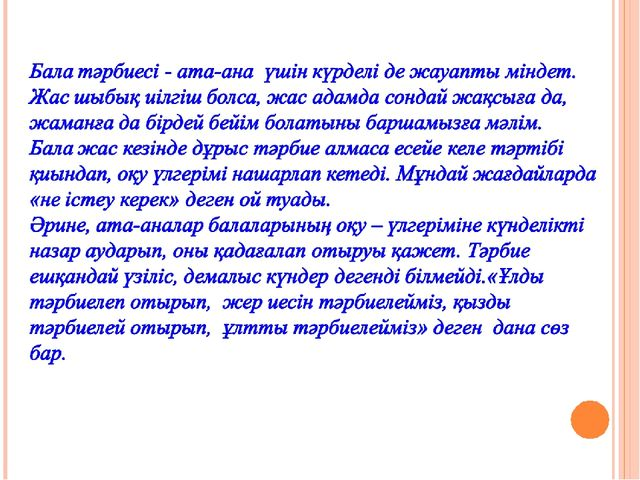 Бала тәрбиесі - ата-ана үшін күрделі де жауапты міндет.
Жас шыбық иілгіш болса, жас адамда сондай жақсыға да,
жаманға да бірдей бейім болатыны баршамызға мәлім.
Бала жас кезінде дұрыс тәрбие алмаса есейе келе тәртібі
қиындап, оқу үлгерімі нашарлап кетеді. Мұндай жағдайларда
«не істеу керек» деген ой туады.
Әрине, ата-аналар балаларының оқу – үлгеріміне күнделікті
назар аударып, оны қадағалап отыруы қажет. Тәрбие
ешқандай үзіліс, демалыс күндер дегенді білмейді.«Ұлды
тәрбиелеп отырып, жер иесін тәрбиелейміз, қызды
тәрбиелей отырып, ұлтты тәрбиелейміз» деген дана сөз
бар.